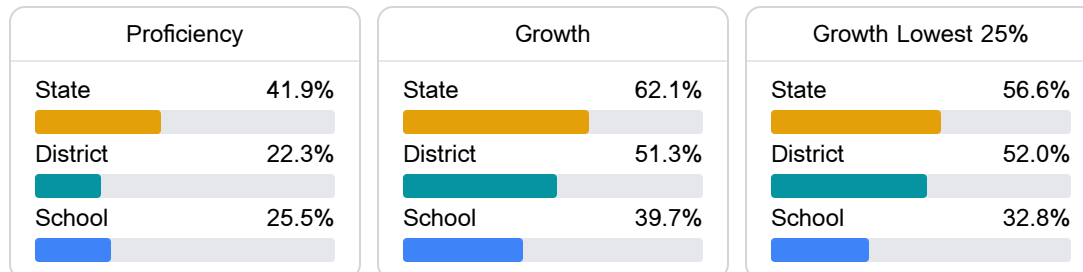 Proficiency
State 41.9%
District 22.3%
School 25.5%
Growth
State 62.1%
District 51.3%
School 39.7%
Growth Lowest 25%
State 56.6%
District 52.0%
School 32.8%